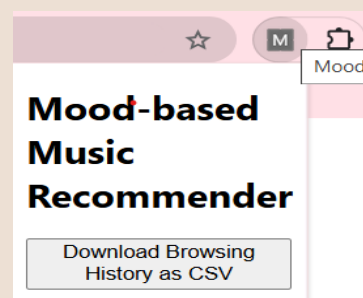 M
Mood
Mood-based
Music
Recommender
Download Browsing
History as CSV